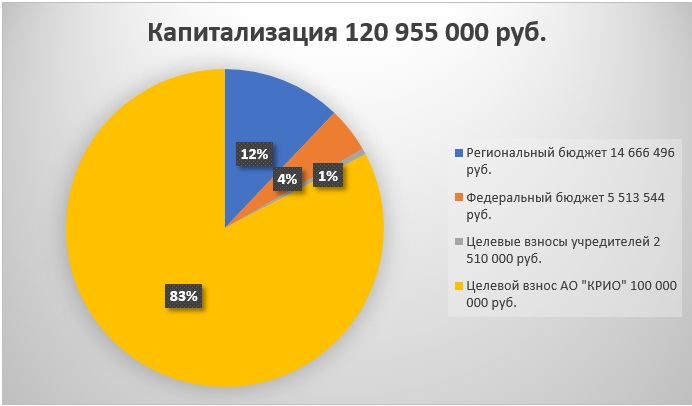 Капитализация 120 955 000 руб.
12%
4%
1%
83%
Региональный бюджет 14 666 496
руб.
Федеральный бюджет 5 513 544
руб.
Целевые взносы учредителей 2
510 000 руб.
Целевой взнос АО "КРИО" 100 000
000 руб.